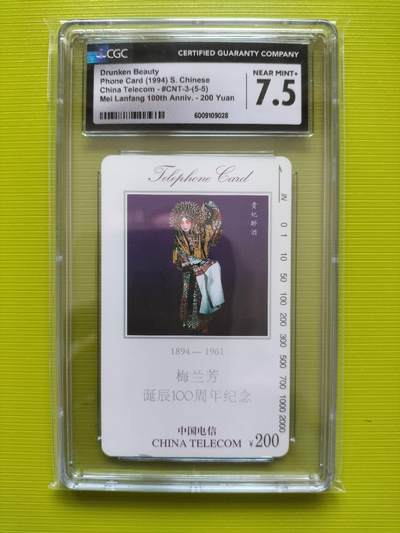 CGC
CERTIFIED GUARANTY COMPANY
Drunken Beauty
Phone Card (1994) S. Chinese
China Telecom - #CNT-3-(5-5)
Mei Lanfang 100th Anniv. - 200 Yuan
NEAR MINT+
7.5
6009109028
Telephone Card
贵妃醉酒
IN 0 1 10 50 100 200 300 500 700 1000 2000
1894—1961
梅兰芳
诞辰100周年纪念
中国电信
CHINA TELECOM ¥200